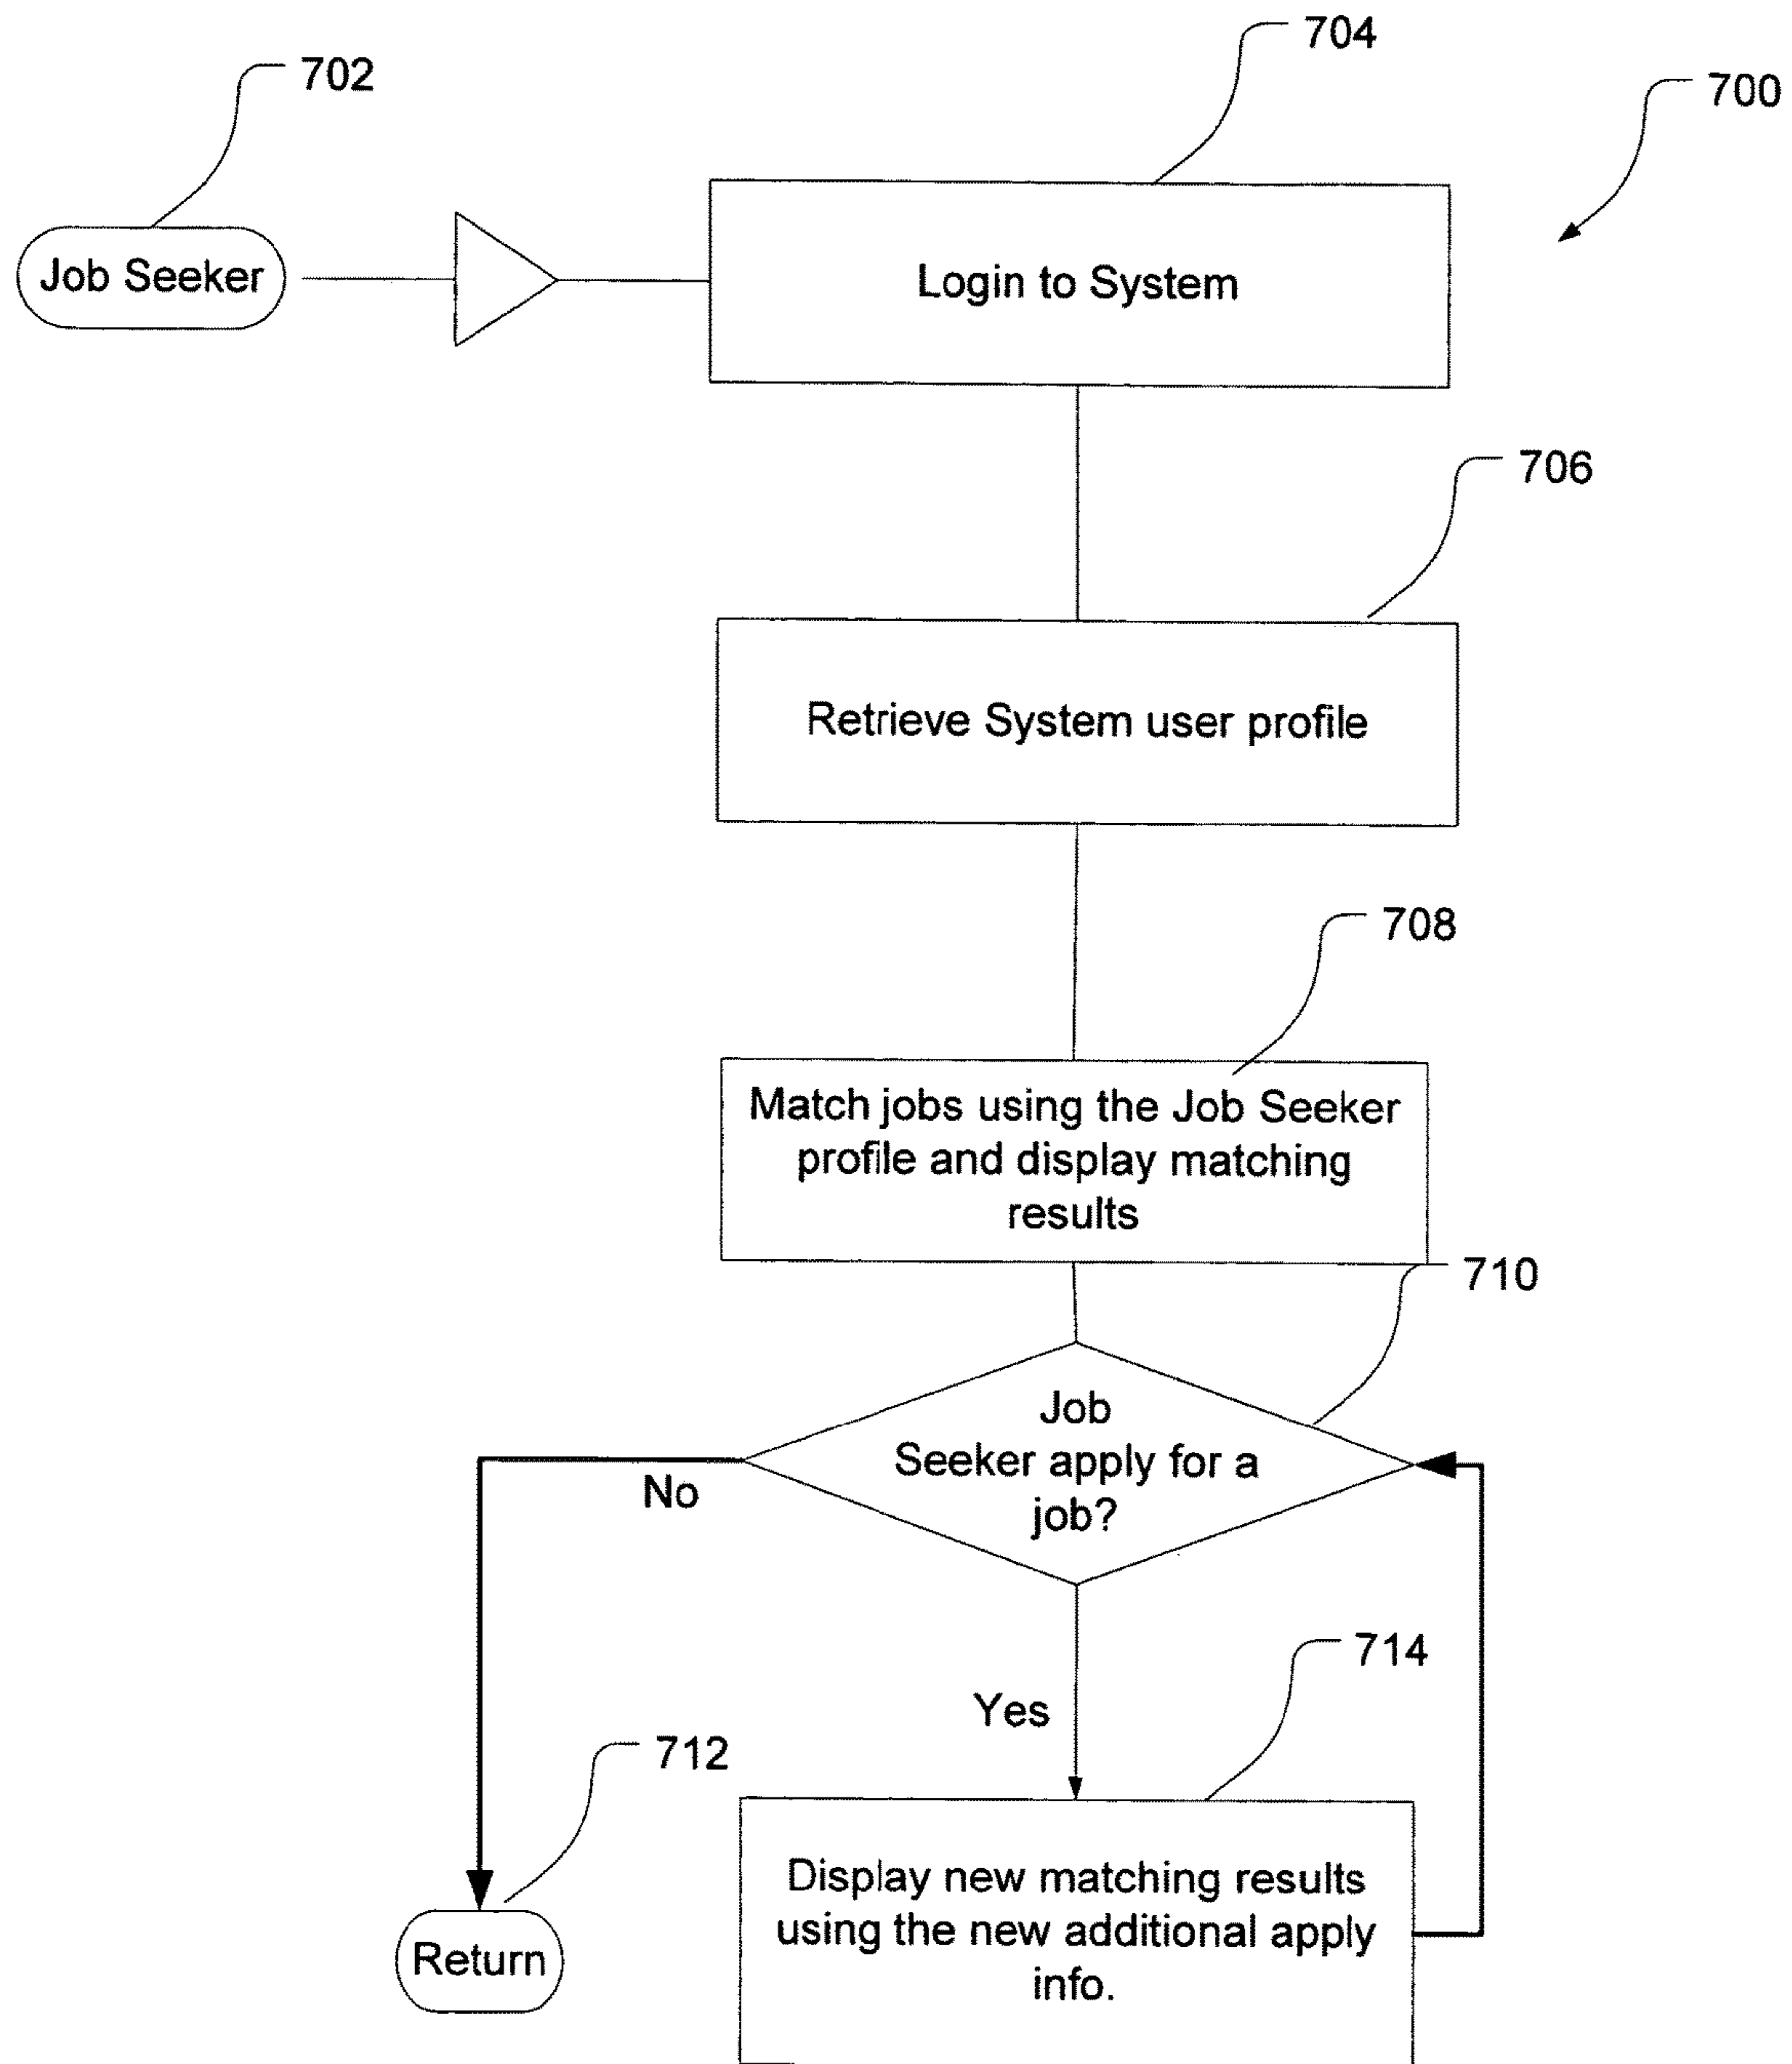 704
702
700
Job Seeker
Login to System
706
Retrieve System user profile
708
Match jobs using the Job Seeker
profile and display matching
results
710
Job
Seeker apply for a
job?
No
Yes
714
712
Display new matching results
using the new additional apply
info.
Return